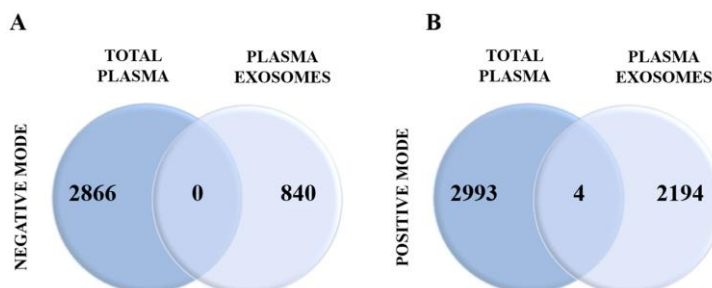 A
TOTAL
PLASMA
PLASMA
EXOSOMES
NEGATIVE MODE
2866
0
840
B
TOTAL
PLASMA
PLASMA
EXOSOMES
POSITIVE MODE
2993
4
2194